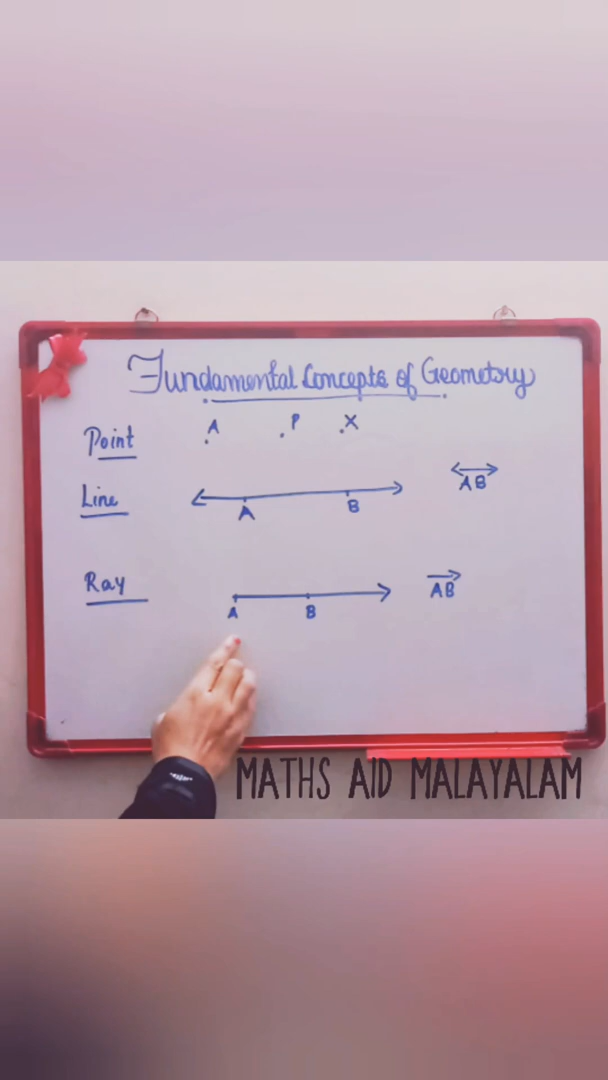 Fundamental Concepts of Geometry
Point A P X
Line A B AB
Ray A B AB
MATHS AID MALAYALAM